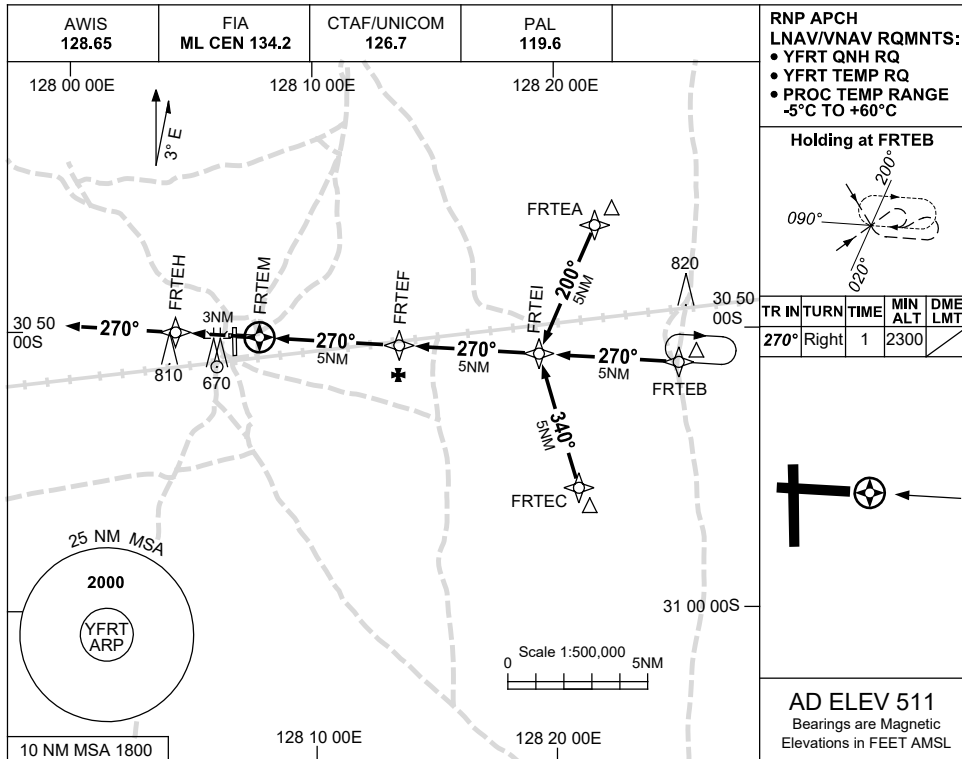 AWIS
128.65
FIA
ML CEN 134.2
CTAF/UNICOM
126.7
PAL
119.6
RNP APCH
LNAV/VNAV RQMNTS:
• YFRT QNH RQ
• YFRT TEMP RQ
• PROC TEMP RANGE
-5°C TO +60°C
128 00 00E
128 10 00E
128 20 00E
3° E
Holding at FRTEB
200°
090°
020°
TR IN TURN TIME MIN ALT DME LMT
270° Right 1 2300
FRTEA
200°
5NM
820
30 50
00S
30 50
00S
FRTEH
FRTEM
FRTEF
FRTEI
270°
3NM
270°
5NM
270°
5NM
270°
5NM
FRTEB
810
670
340°
5NM
FRTEC
25 NM MSA
2000
YFRT
ARP
31 00 00S
Scale 1:500,000
0
5NM
10 NM MSA 1800
128 10 00E
128 20 00E
AD ELEV 511
Bearings are Magnetic
Elevations in FEET AMSL